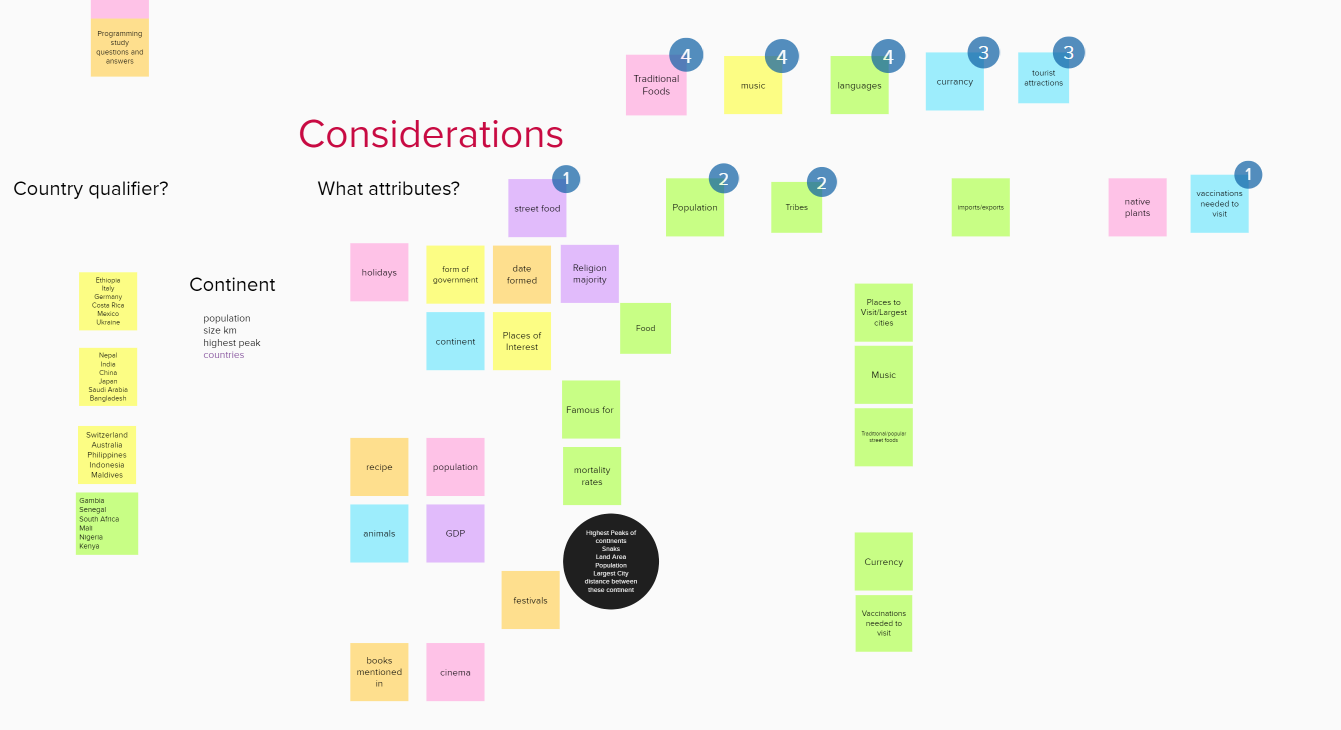 Programming
study
questions and
answers
4
Traditional
Foods
4
music
4
languages
3
currancy
3
tourist
attractions
Considerations
Country qualifier?
What attributes?
1
street food
2
Population
2
Tribes
imports/exports
native
plants
1
vaccinations
needed to
visit
holidays
form of
government
date
formed
Religion
majority
Ethiopia
Italy
Germany
Costa Rica
Mexico
Ukraine
Continent
population
size km
highest peak
countries
continent
Places of
Interest
Food
Places to
Visit/Largest
cities
Nepal
India
China
Japan
Saudi Arabia
Bangladesh
Music
Famous for
Traditional/popular
street foods
Switzerland
Australia
Philippines
Indonesia
Maldives
recipe
population
mortality
rates
Gambia
Senegal
South Africa
Mali
Nigeria
Kenya
animals
GDP
Highest Peaks of
continents
Snaks
Land Area
Population
Largest City
distance between
these continent
Currency
festivals
Vaccinations
needed to
visit
books
mentioned
in
cinema